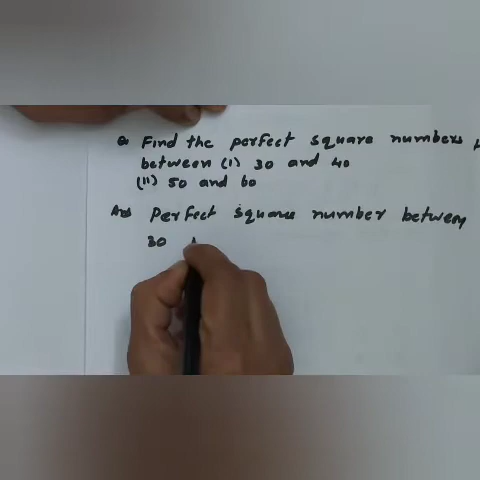 Q Find the perfect square numbers
between (i) 30 and 40
(ii) 50 and 60
Ans Perfect square number between
30